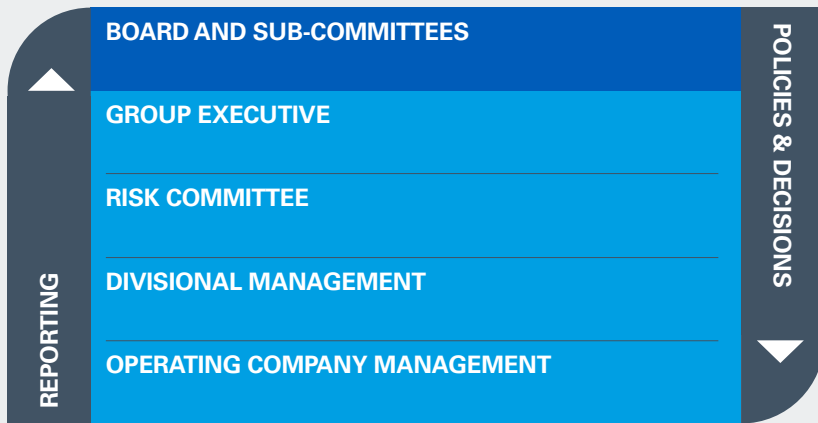 BOARD AND SUB-COMMITTEES
GROUP EXECUTIVE
RISK COMMITTEE
DIVISIONAL MANAGEMENT
OPERATING COMPANY MANAGEMENT
REPORTING
POLICIES & DECISIONS